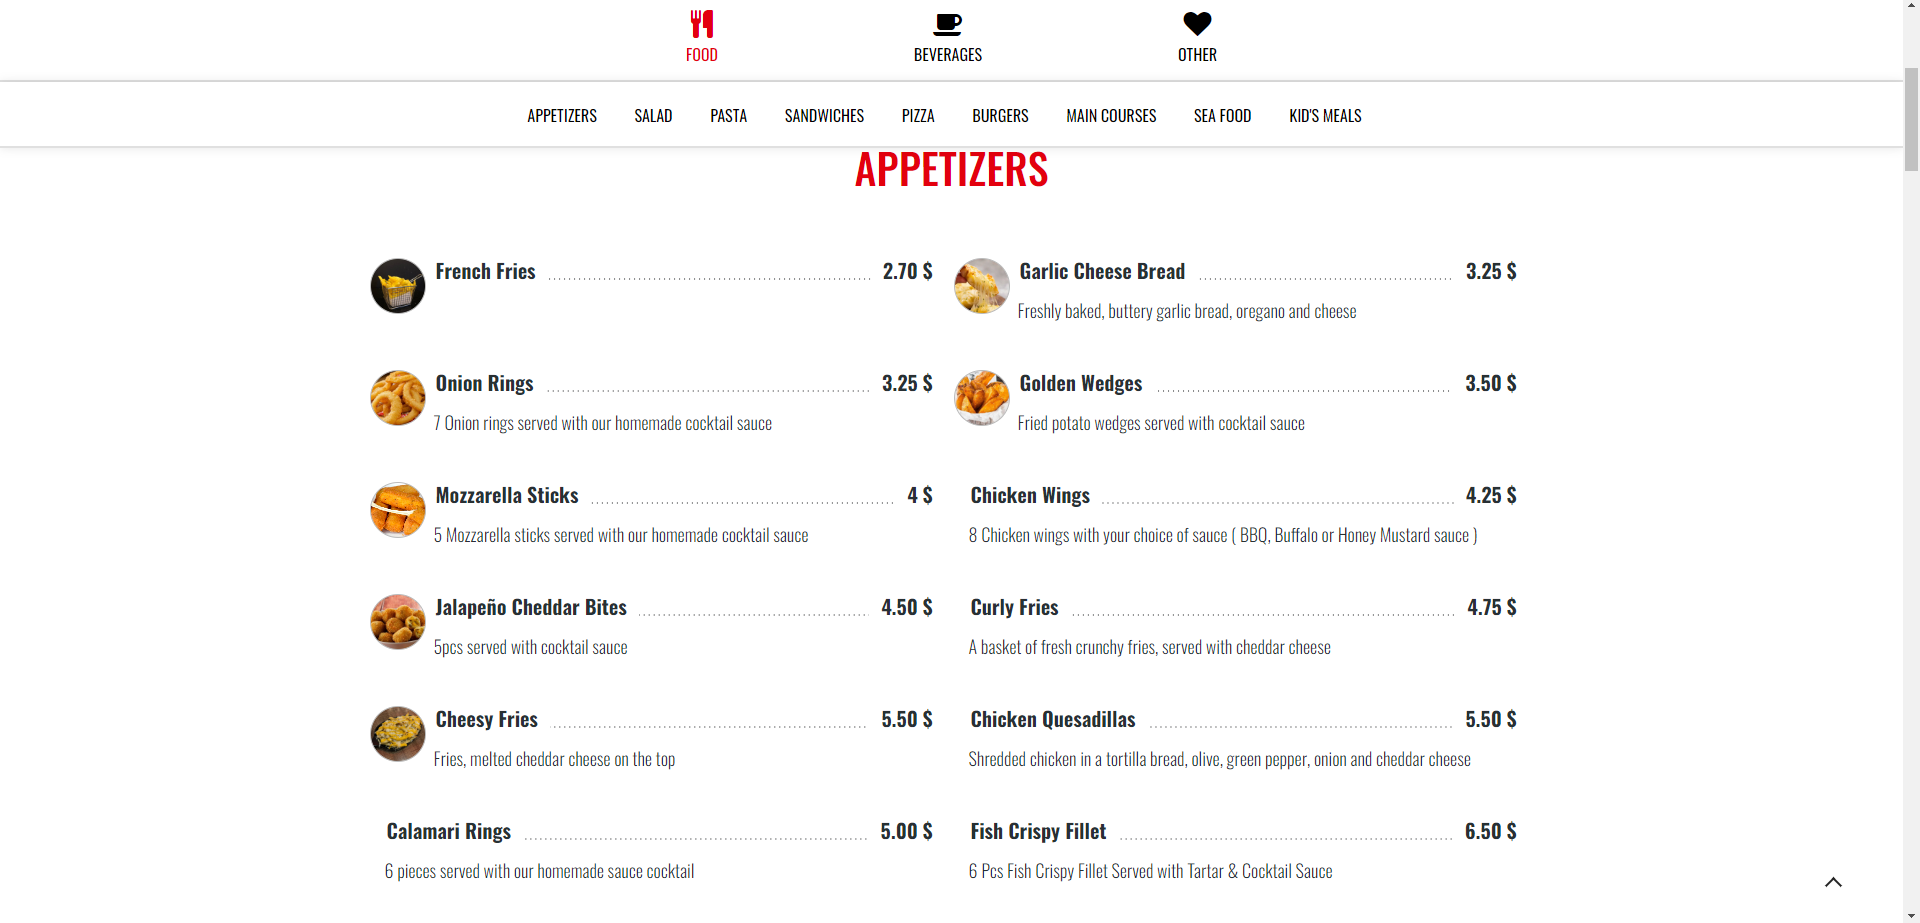 FOOD
BEVERAGES
OTHER
APPETIZERS SALAD PASTA SANDWICHES PIZZA BURGERS MAIN COURSES SEA FOOD KID'S MEALS
APPETIZERS
French Fries 2.70 $
Garlic Cheese Bread 3.25 $
Freshly baked, buttery garlic bread, oregano and cheese
Onion Rings 3.25 $
7 Onion rings served with our homemade cocktail sauce
Golden Wedges 3.50 $
Fried potato wedges served with cocktail sauce
Mozzarella Sticks 4 $
5 Mozzarella sticks served with our homemade cocktail sauce
Chicken Wings 4.25 $
8 Chicken wings with your choice of sauce ( BBQ, Buffalo or Honey Mustard sauce )
Jalapeño Cheddar Bites 4.50 $
5pcs served with cocktail sauce
Curly Fries 4.75 $
A basket of fresh crunchy fries, served with cheddar cheese
Cheesy Fries 5.50 $
Fries, melted cheddar cheese on the top
Chicken Quesadillas 5.50 $
Shredded chicken in a tortilla bread, olive, green pepper, onion and cheddar cheese
Calamari Rings 5.00 $
6 pieces served with our homemade sauce cocktail
Fish Crispy Fillet 6.50 $
6 Pcs Fish Crispy Fillet Served with Tartar & Cocktail Sauce